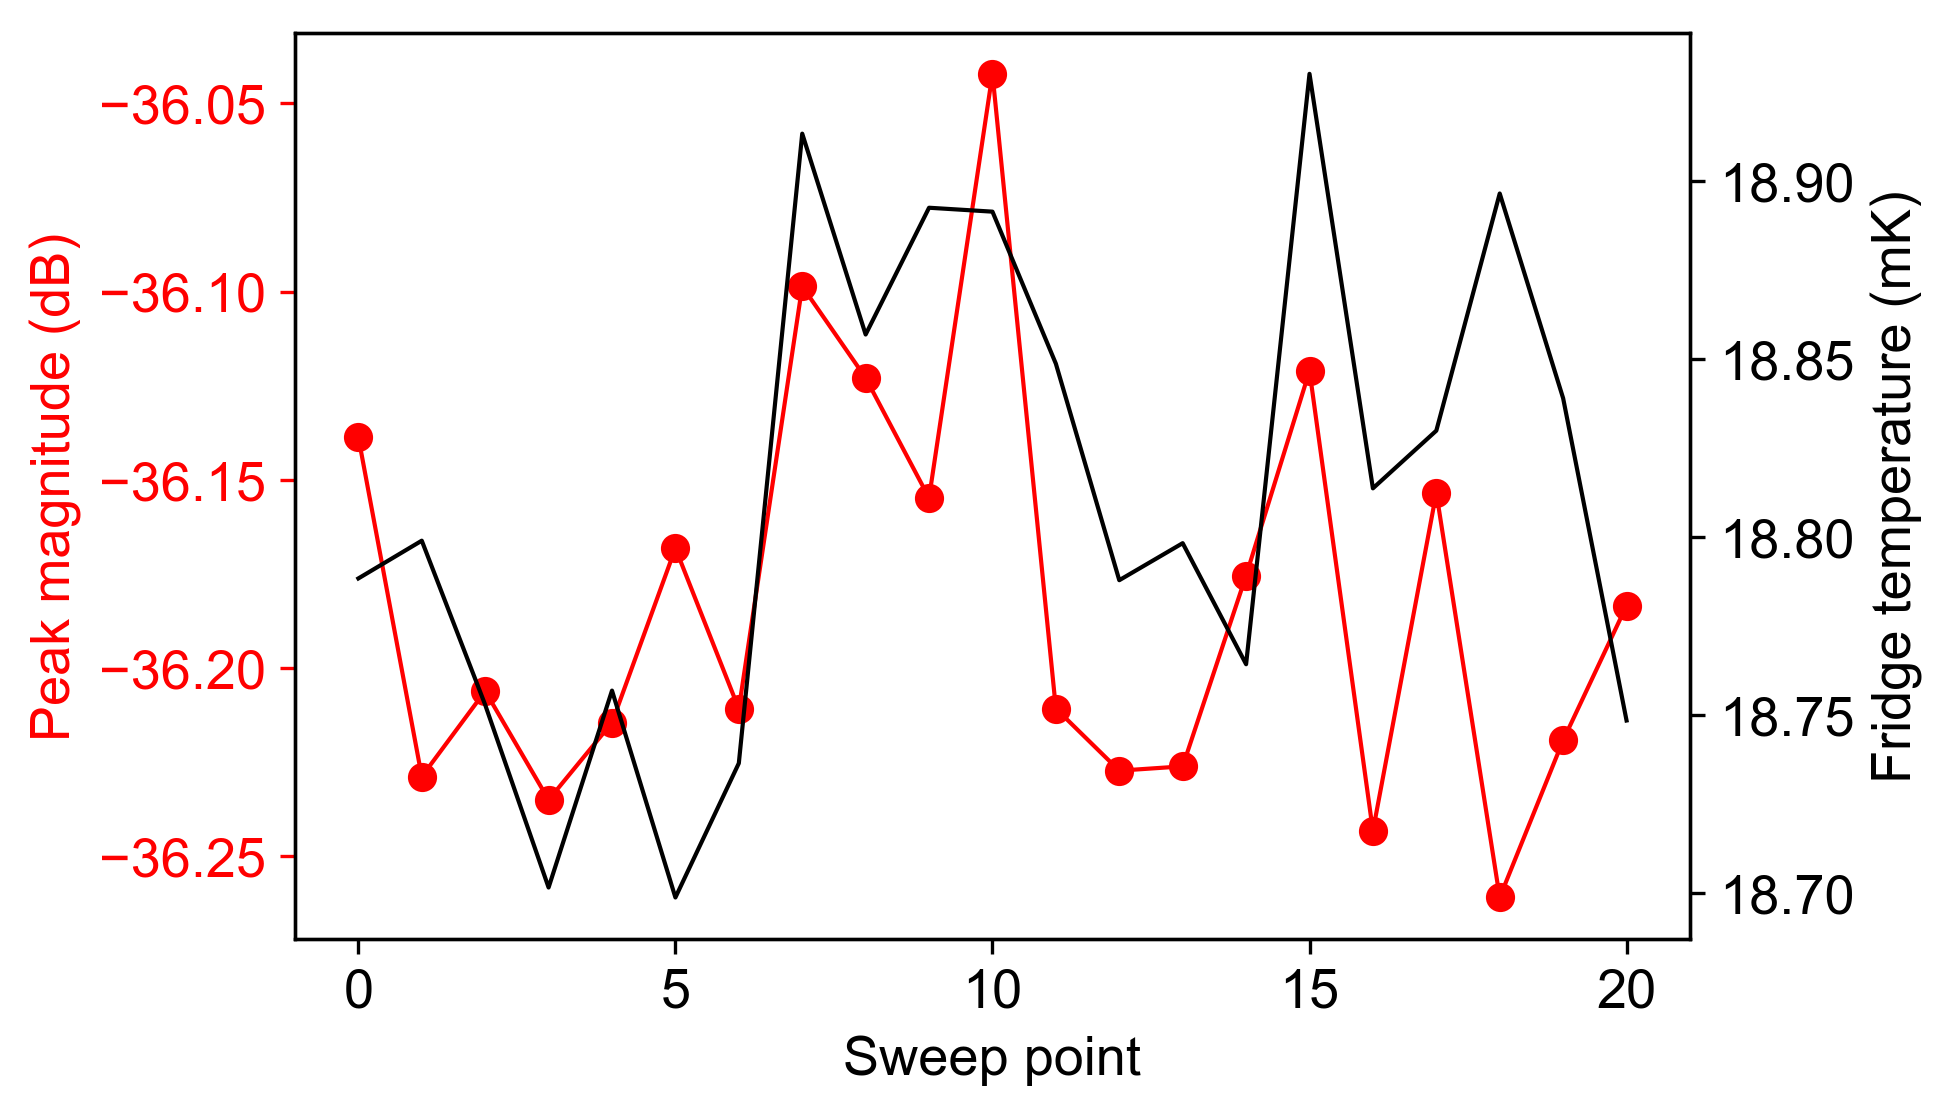 Peak magnitude (dB)
−36.05
−36.10
−36.15
−36.20
−36.25
18.90
18.85
18.80
18.75
18.70
Fridge temperature (mK)
0 5 10 15 20
Sweep point